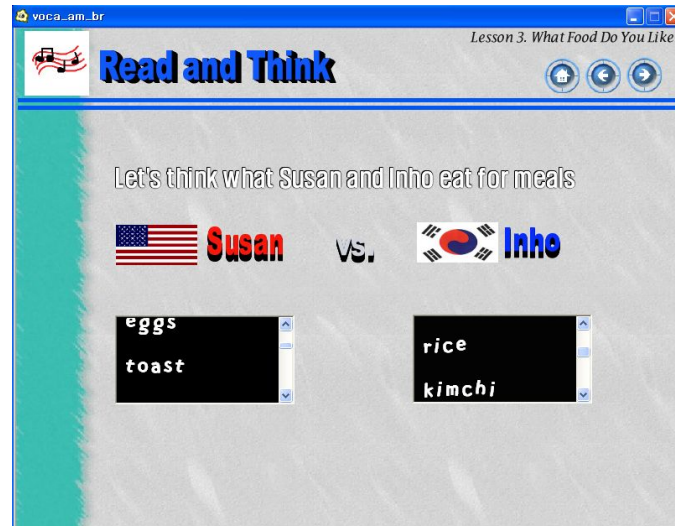 voca_am_br
Lesson 3. What Food Do You Like
Read and Think
Let's think what Susan and Inho eat for meals
Susan vs. Inho
eggs
toast
rice
kimchi